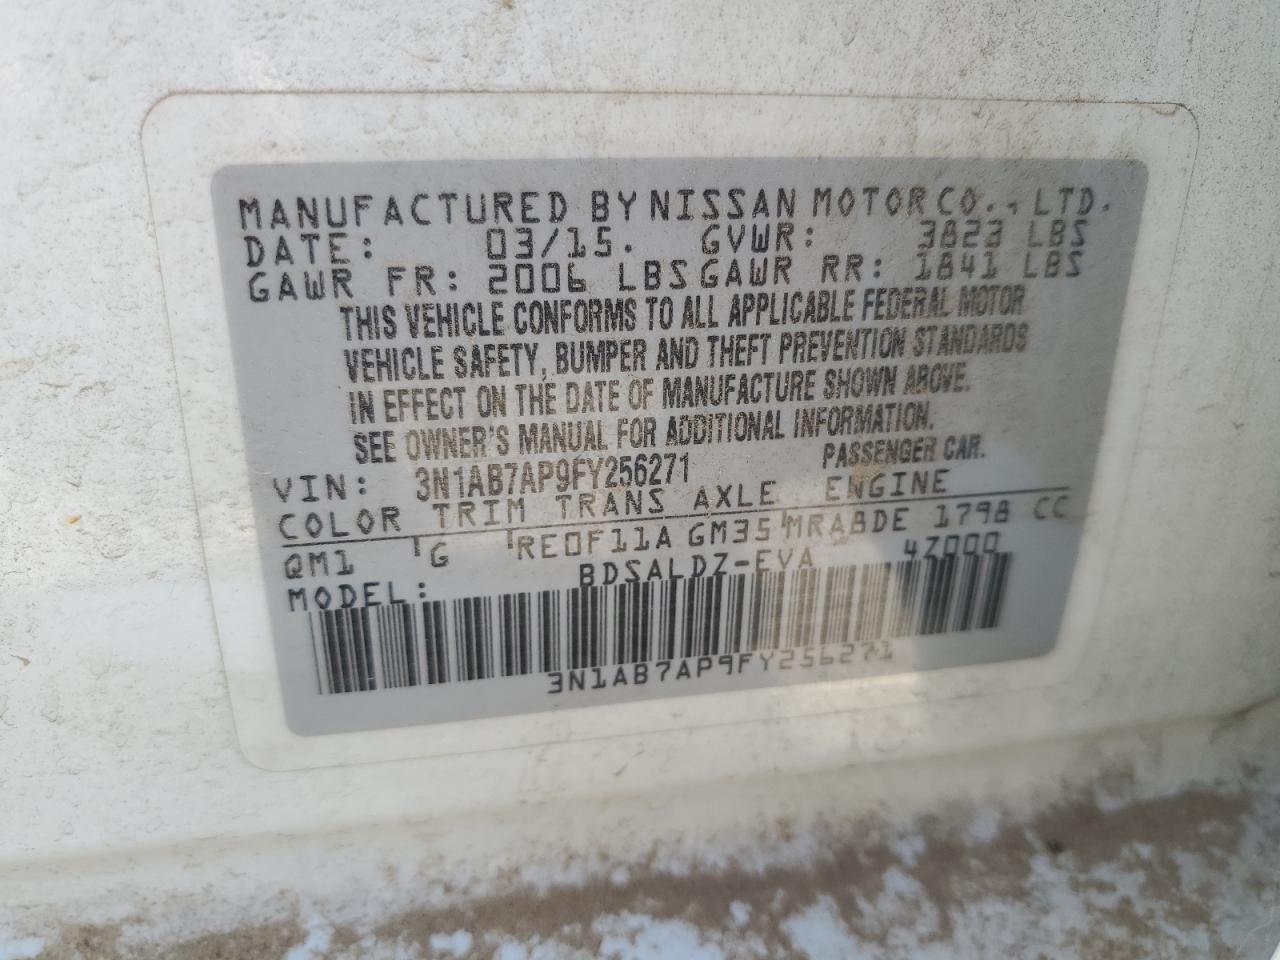 MANUFACTURED BY NISSAN MOTOR CO., LTD.
DATE: 03/15. GVWR: 3823 LBS
GAWR FR: 2006 LBS GAWR RR: 1841 LBS
THIS VEHICLE CONFORMS TO ALL APPLICABLE FEDERAL MOTOR
VEHICLE SAFETY, BUMPER AND THEFT PREVENTION STANDARDS
IN EFFECT ON THE DATE OF MANUFACTURE SHOWN ABOVE.
SEE OWNER'S MANUAL FOR ADDITIONAL INFORMATION.
VIN: 3N1AB7AP9FY256271 PASSENGER CAR.
COLOR TRIM TRANS AXLE ENGINE
QM1 G RE0F11A GM35 MRA8DE 1798 CC
MODEL: BDSALDZ-EVA 4Z000
3N1AB7AP9FY256271